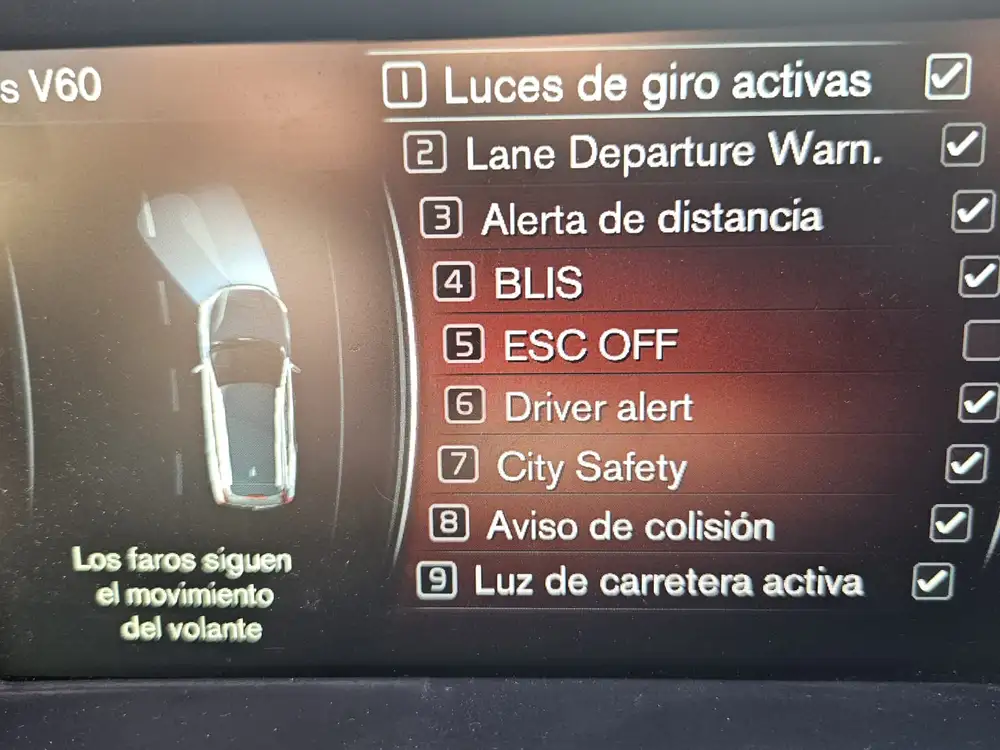 s V60
1 Luces de giro activas
2 Lane Departure Warn.
3 Alerta de distancia
4 BLIS
5 ESC OFF
6 Driver alert
7 City Safety
8 Aviso de colisión
9 Luz de carretera activa
Los faros siguen
el movimiento
del volante